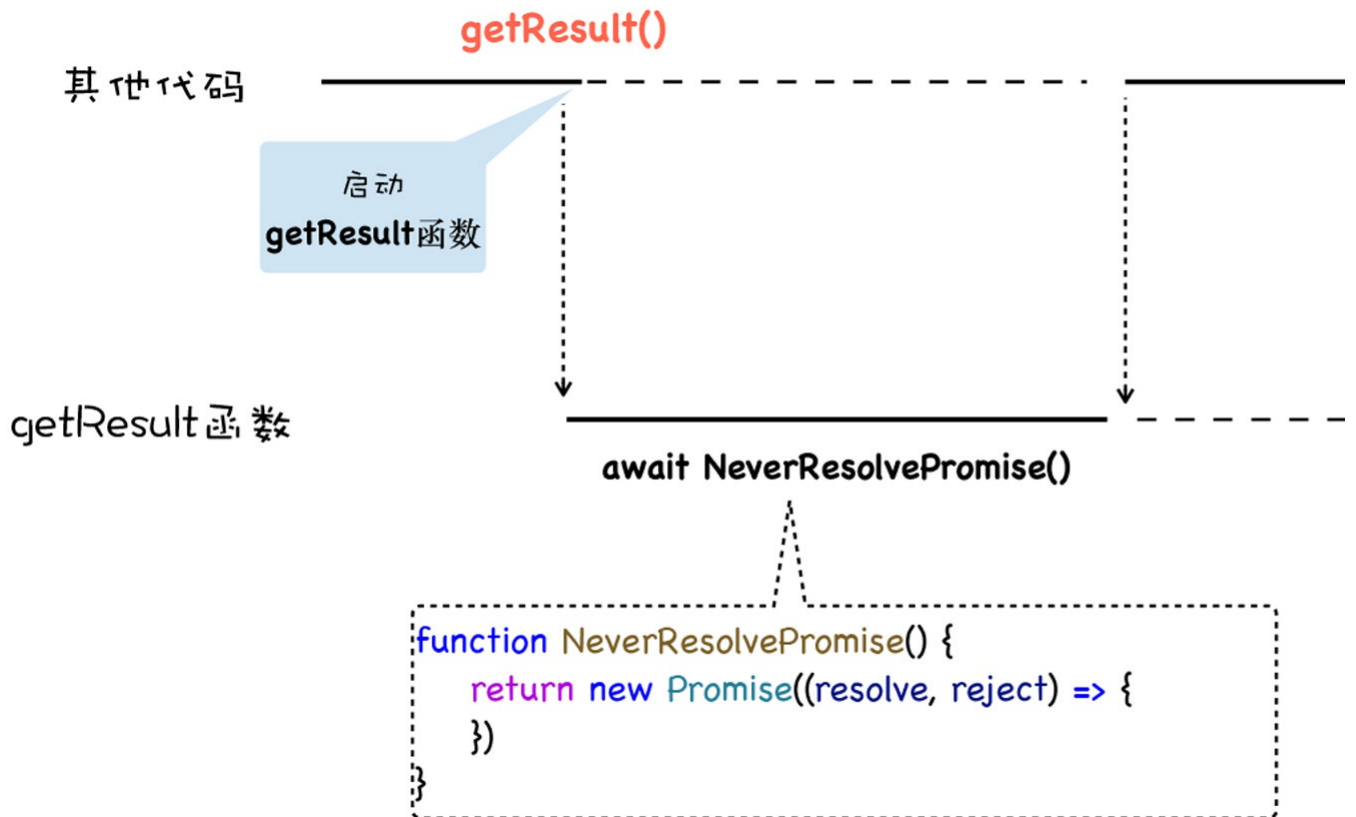 getResult()
其他代码
启动
getResult函数
getResult函数
await NeverResolvePromise()
function NeverResolvePromise() {
return new Promise((resolve, reject) => {
})
}